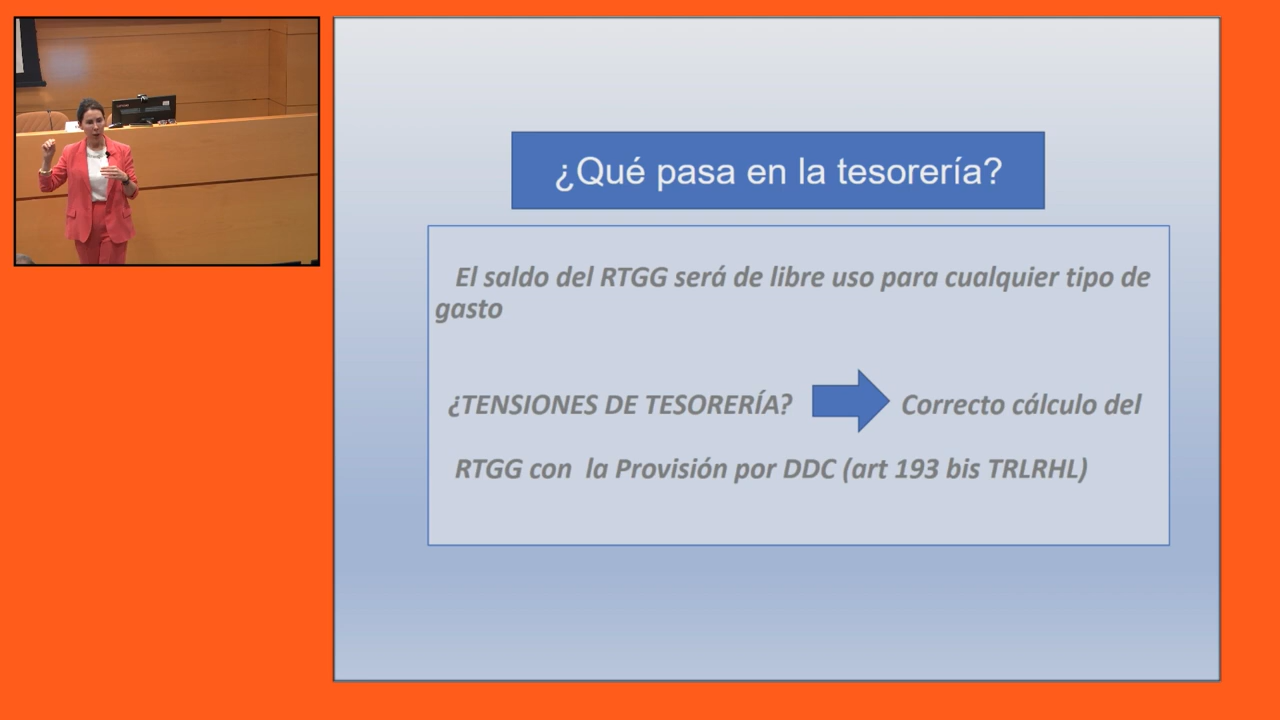 ¿Qué pasa en la tesorería?
El saldo del RTGG será de libre uso para cualquier tipo de
gasto
¿TENSIONES DE TESORERÍA? Correcto cálculo del
RTGG con la Provisión por DDC (art 193 bis TRLRHL)